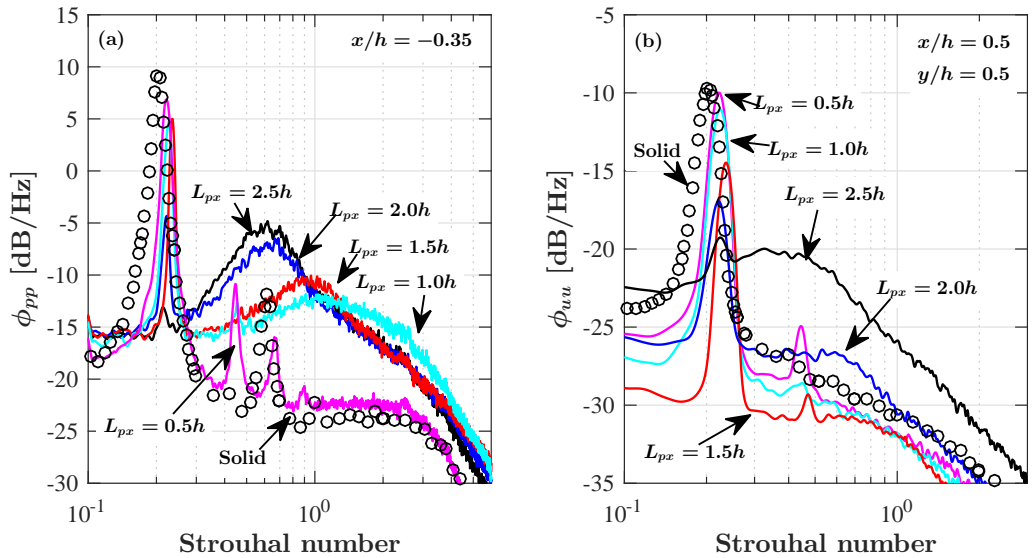 (a)
x/h = −0.35
15
10
5
0
-5
-10
-15
-20
-25
-30
ϕpp [dB/Hz]
Lpx = 2.5h
Lpx = 2.0h
Lpx = 1.5h
Lpx = 1.0h
Lpx = 0.5h
Solid
10-1
100
Strouhal number
(b)
x/h = 0.5
y/h = 0.5
-5
-10
-15
-20
-25
-30
-35
ϕuu [dB/Hz]
Lpx = 0.5h
Solid
Lpx = 1.0h
Lpx = 2.5h
Lpx = 2.0h
Lpx = 1.5h
10-1
100
Strouhal number